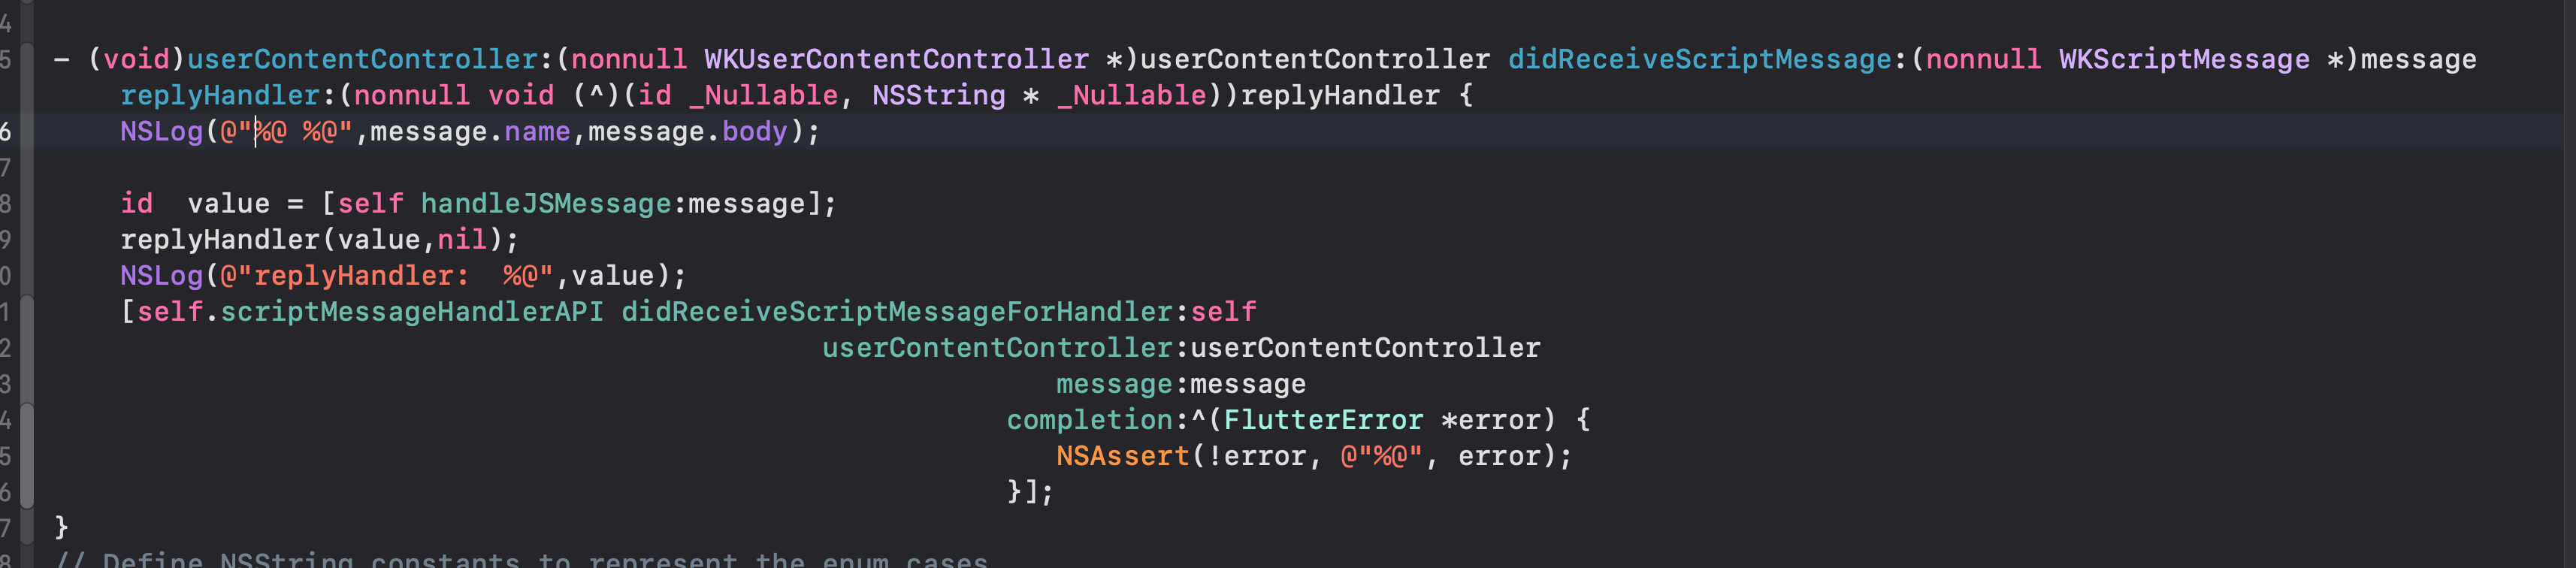 4
5 - (void)userContentController:(nonnull WKUserContentController *)userContentController didReceiveScriptMessage:(nonnull WKScriptMessage *)message
replyHandler:(nonnull void (^)(id _Nullable, NSString * _Nullable))replyHandler {
6 NSLog(@"%@ %@",message.name,message.body);
7
8 id  value = [self handleJSMessage:message];
9 replyHandler(value,nil);
0 NSLog(@"replyHandler:  %@",value);
1 [self.scriptMessageHandlerAPI didReceiveScriptMessageForHandler:self
2 userContentController:userContentController
3 message:message
4 completion:^(FlutterError *error) {
5 NSAssert(!error, @"%@", error);
6 }];
7 }
8 // Define NSString constants to represent the enum cases